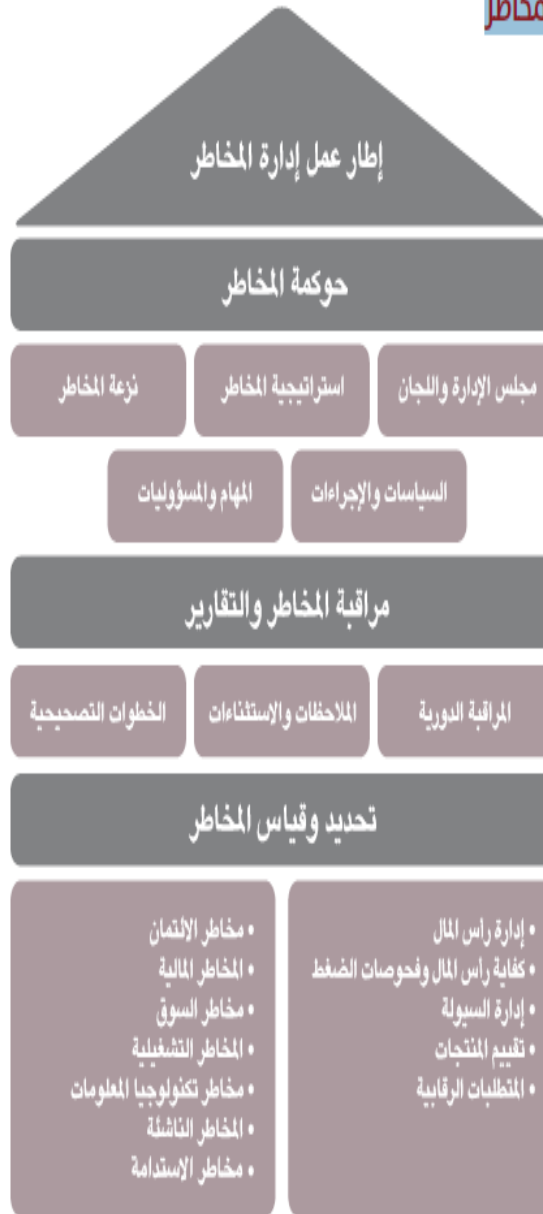 مخاطر
إطار عمل إدارة المخاطر
حوكمة المخاطر
مجلس الإدارة واللجان
استراتيجية المخاطر
نزعة المخاطر
السياسات والإجراءات
المهام والمسؤوليات
مراقبة المخاطر والتقارير
المراقبة الدورية
الملاحظات والاستثناءات
الخطوات التصحيحية
تحديد وقياس المخاطر
• إدارة رأس المال
• كفاية رأس المال وفحوصات الضغط
• إدارة السيولة
• تقييم المنتجات
• المتطلبات الرقابية
• مخاطر الائتمان
• المخاطر المالية
• مخاطر السوق
• المخاطر التشغيلية
• مخاطر تكنولوجيا المعلومات
• المخاطر الناشئة
• مخاطر الاستدامة